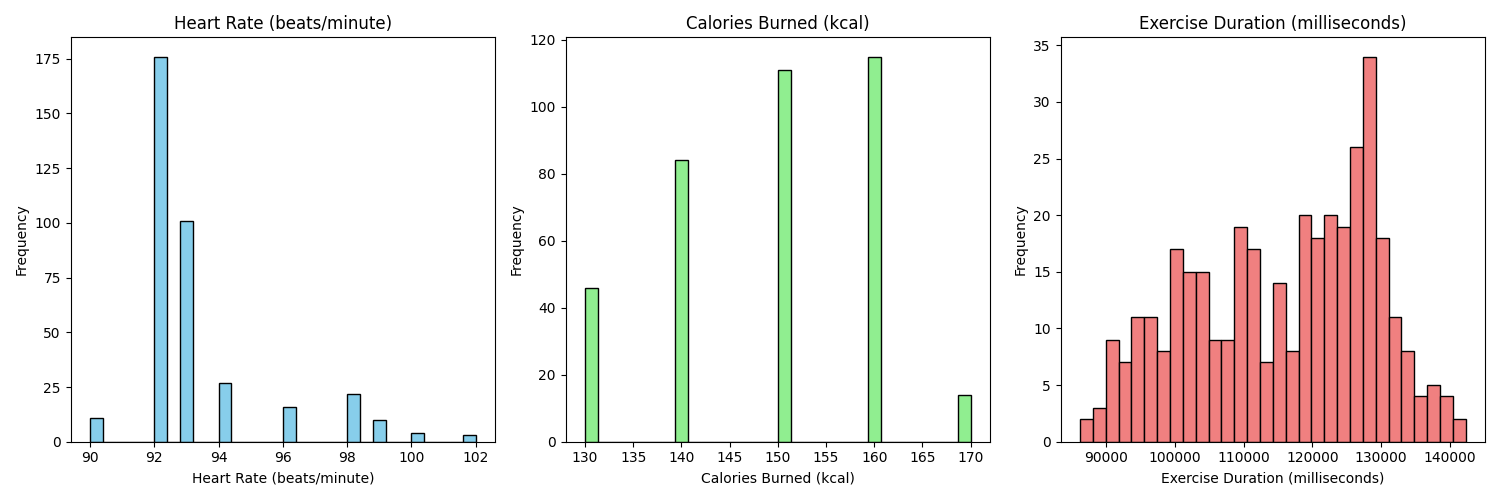 Heart Rate (beats/minute)
Frequency
175
150
125
100
75
50
25
0
90 92 94 96 98 100 102
Heart Rate (beats/minute)
Calories Burned (kcal)
Frequency
120
100
80
60
40
20
0
130 135 140 145 150 155 160 165 170
Calories Burned (kcal)
Exercise Duration (milliseconds)
Frequency
35
30
25
20
15
10
5
0
90000 100000 110000 120000 130000 140000
Exercise Duration (milliseconds)